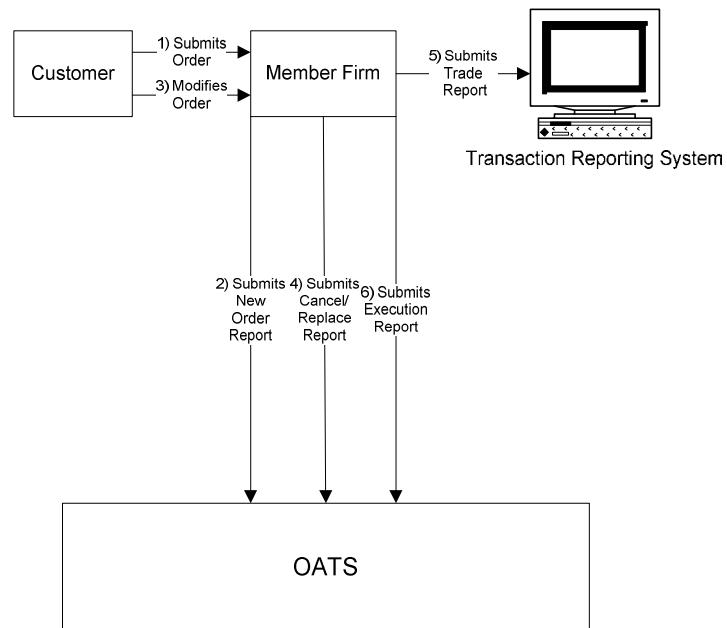 Customer
1) Submits
Order
3) Modifies
Order
Member Firm
5) Submits
Trade
Report
Transaction Reporting System
2) Submits
New
Order
Report
4) Submits
Cancel/
Replace
Report
6) Submits
Execution
Report
OATS